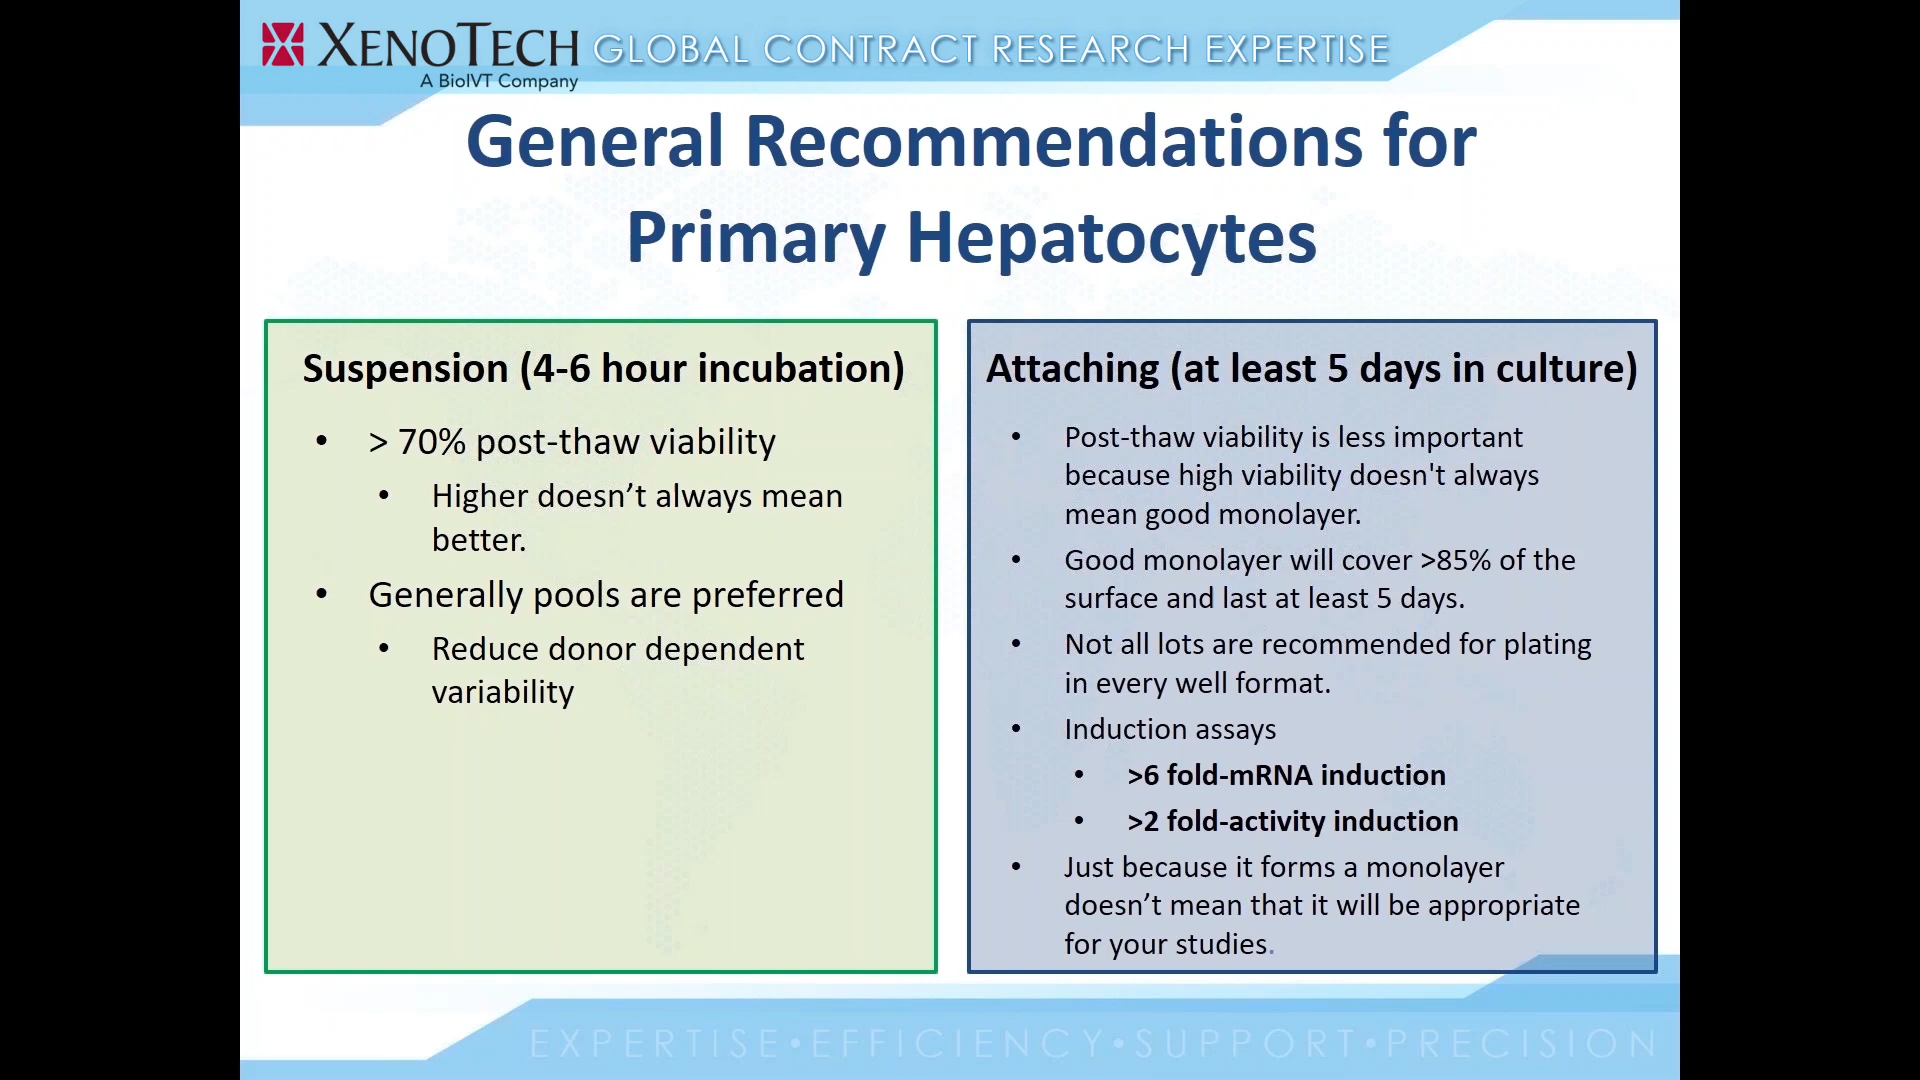 XENOTECH GLOBAL CONTRACT RESEARCH EXPERTISE
A BioIVT Company
General Recommendations for
Primary Hepatocytes
Suspension (4-6 hour incubation)
• > 70% post-thaw viability
• Higher doesn’t always mean
better.
• Generally pools are preferred
• Reduce donor dependent
variability
Attaching (at least 5 days in culture)
• Post-thaw viability is less important
because high viability doesn't always
mean good monolayer.
• Good monolayer will cover >85% of the
surface and last at least 5 days.
• Not all lots are recommended for plating
in every well format.
• Induction assays
• >6 fold-mRNA induction
• >2 fold-activity induction
• Just because it forms a monolayer
doesn’t mean that it will be appropriate
for your studies.
EXPERTISE•EFFICIENCY•SUPPORT•PRECISION